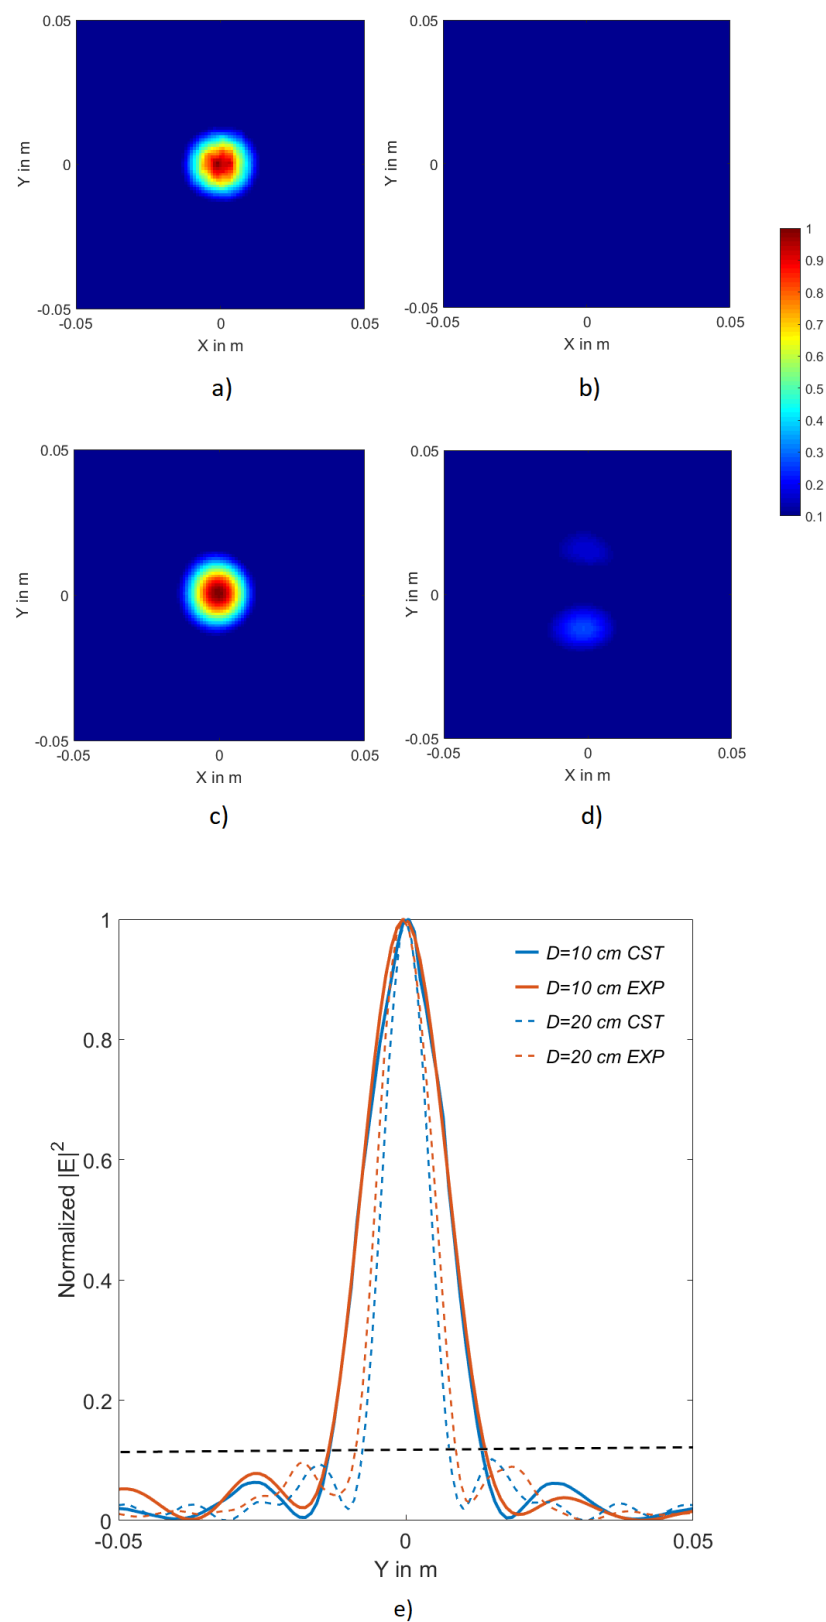 0.05
Y in m
0
-0.05
-0.05
0
0.05
X in m
a)
0.05
Y in m
0
-0.05
-0.05
0
0.05
X in m
b)
1
0.9
0.8
0.7
0.6
0.5
0.4
0.3
0.2
0.1
0.05
Y in m
0
-0.05
-0.05
0
0.05
X in m
c)
0.05
Y in m
0
-0.05
-0.05
0
0.05
X in m
d)
1
0.8
0.6
0.4
0.2
0
Normalized |E|²
D=10 cm CST
D=10 cm EXP
D=20 cm CST
D=20 cm EXP
-0.05
0
0.05
Y in m
e)